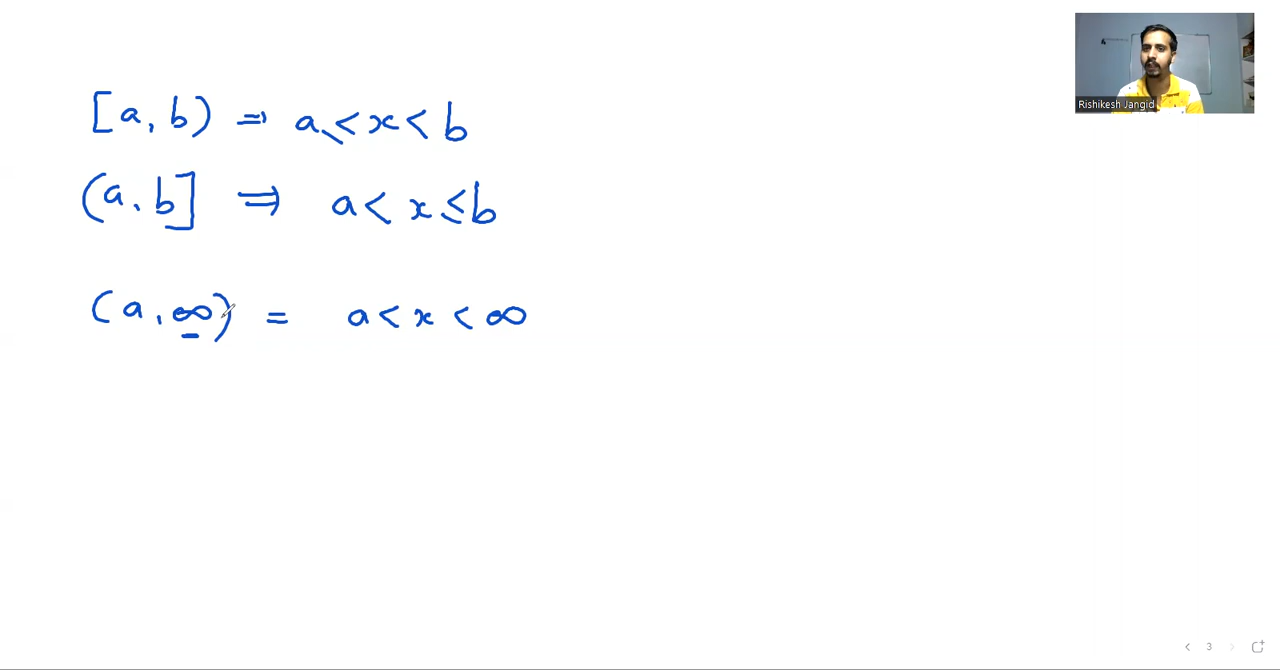 Rishikesh Jangid
[a, b) ⇒ a ≤ x < b
(a, b] ⇒ a < x ≤ b
(a, ∞) = a < x < ∞
3